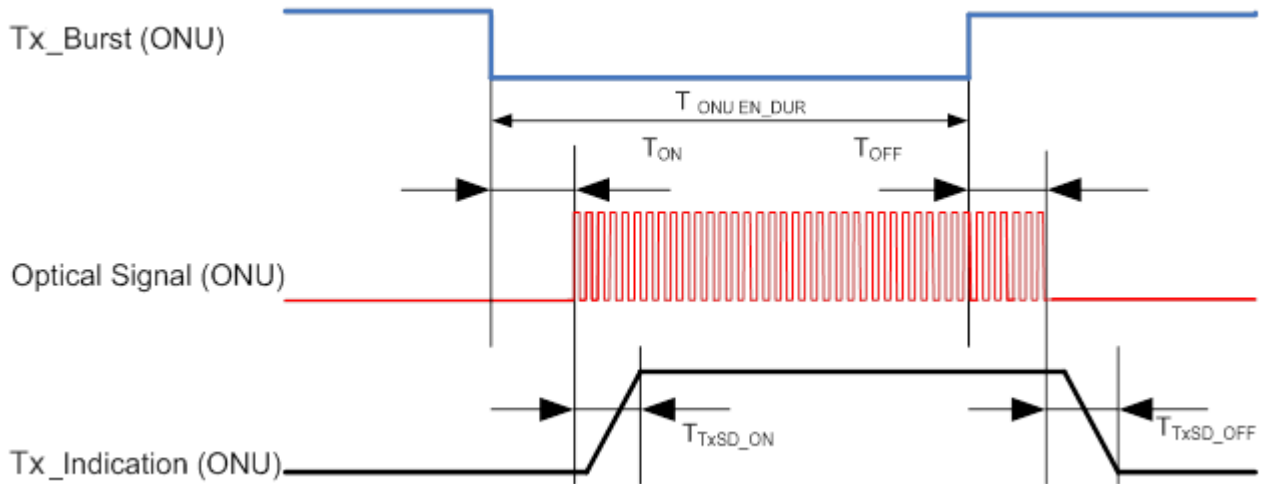 Tx_Burst (ONU)
T ONU EN_DUR
TON
TOFF
Optical Signal (ONU)
TTxSD_ON
TTxSD_OFF
Tx_Indication (ONU)